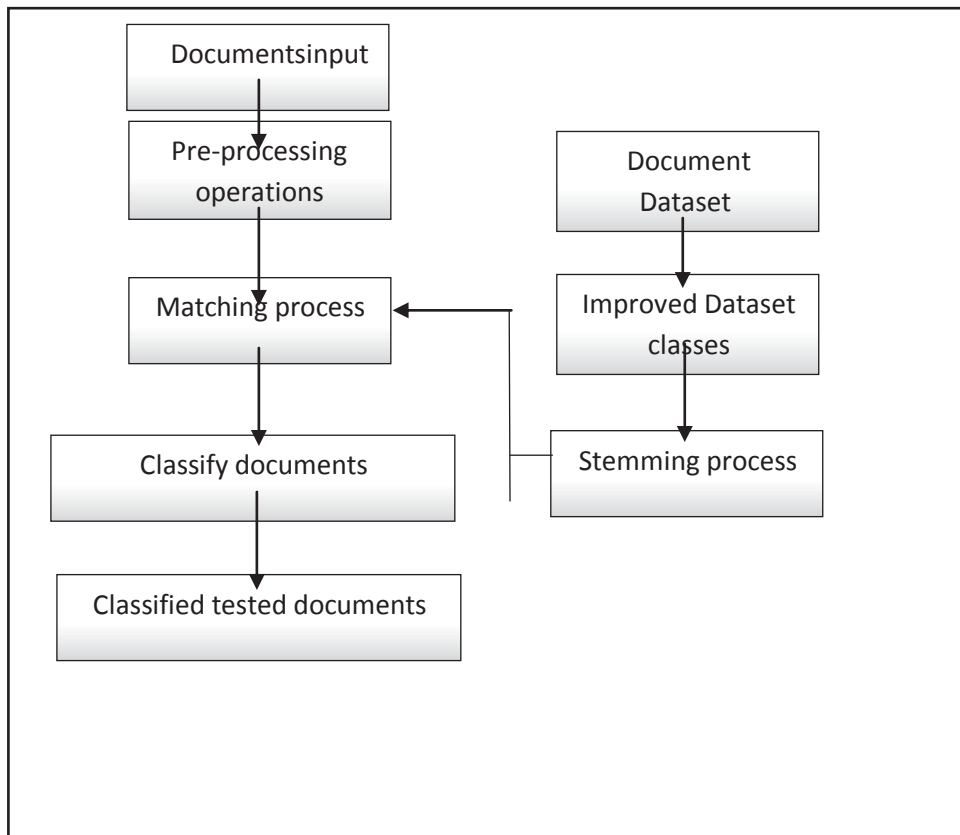 Documentsinput
Pre-processing
operations
Matching process
Classify documents
Classified tested documents
Document
Dataset
Improved Dataset
classes
Stemming process